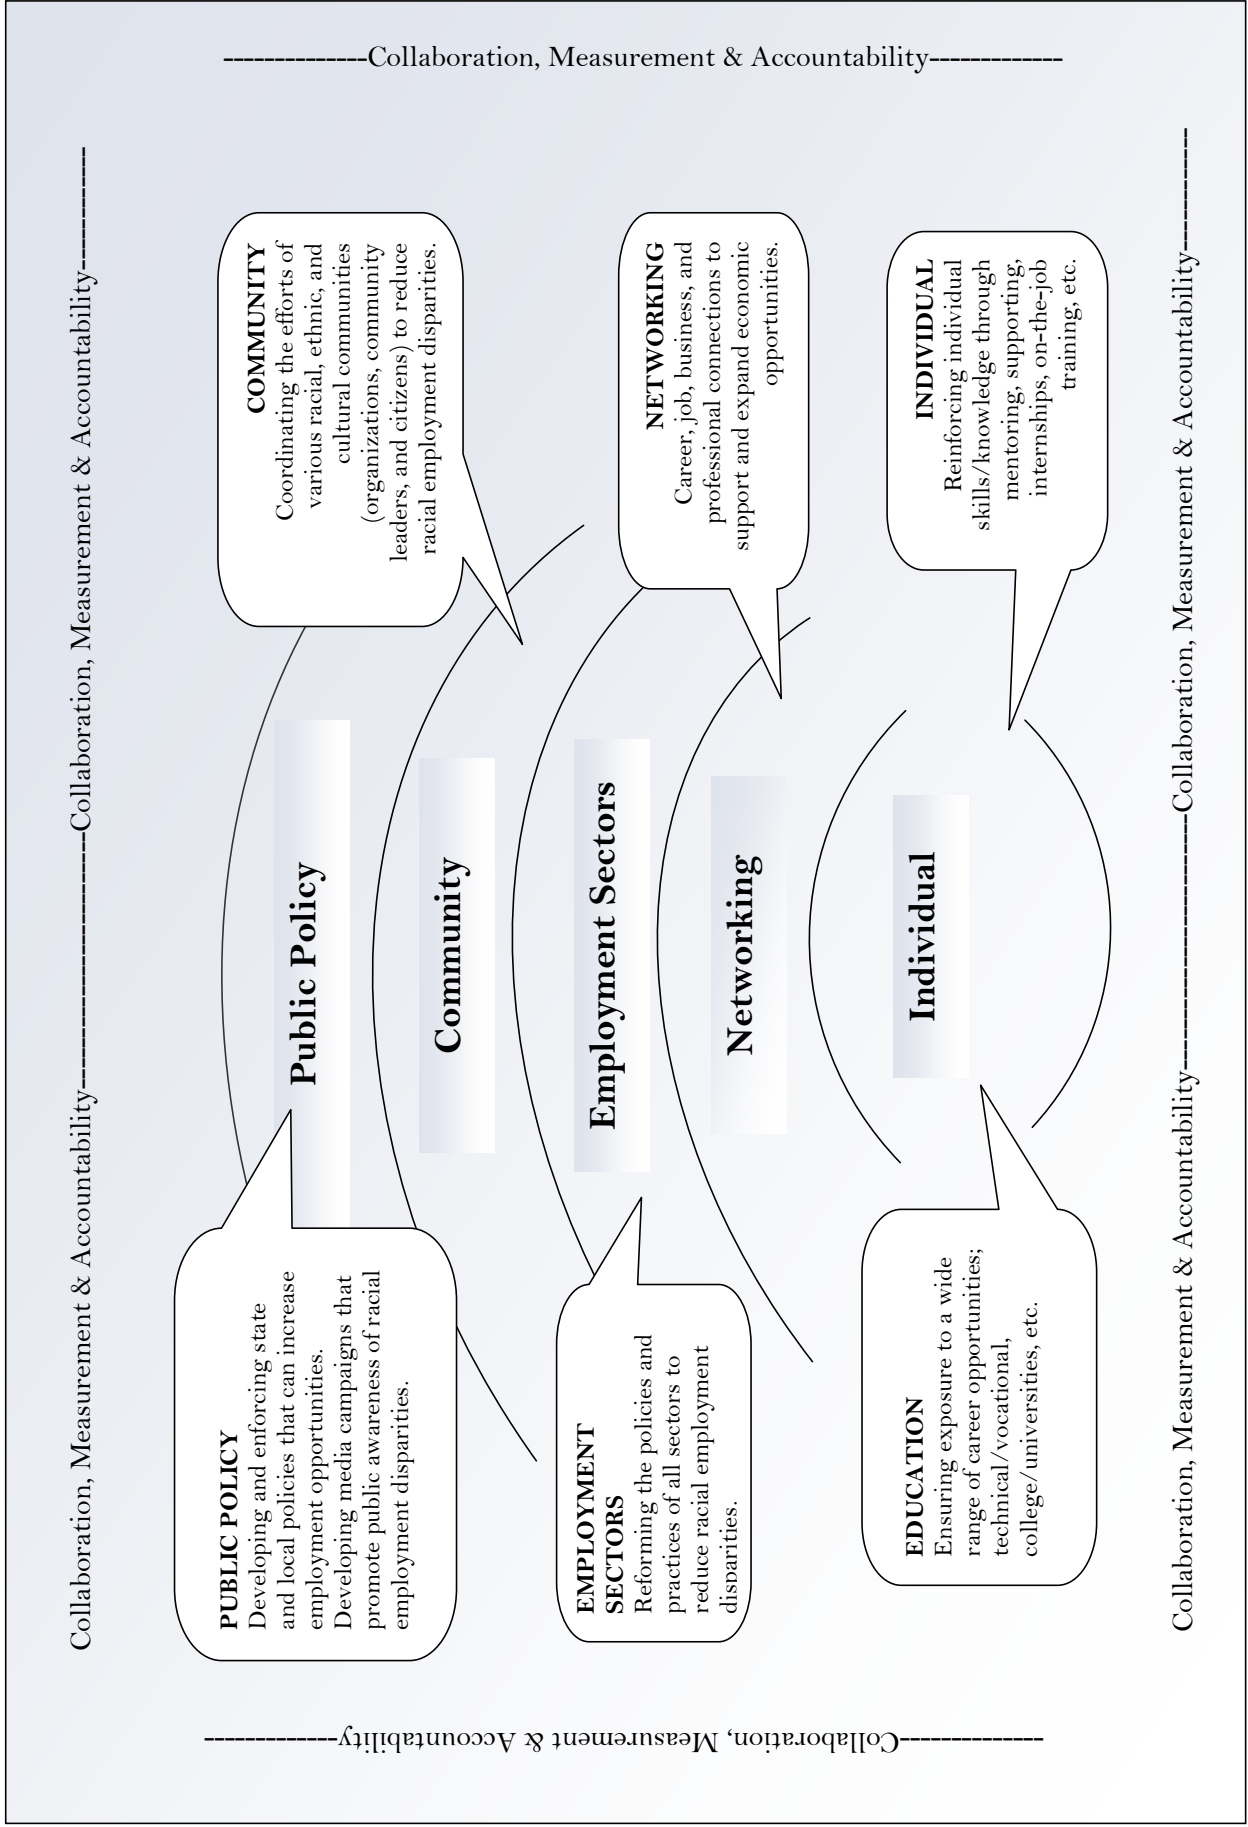 Collaboration, Measurement & Accountability--------------------------Collaboration, Measurement & Accountability------------
PUBLIC POLICY
Developing and enforcing state
and local policies that can increase
employment opportunities.
Developing media campaigns that
promote public awareness of racial
employment disparities.
COMMUNITY
Coordinating the efforts of
various racial, ethnic, and
cultural communities
(organizations, community
leaders, and citizens) to reduce
racial employment disparities.
Public Policy
Community
EMPLOYMENT
SECTORS
Reforming the policies and
practices of all sectors to
reduce racial employment
disparities.
Employment Sectors
NETWORKING
Career, job, business, and
professional connections to
support and expand economic
opportunities.
Networking
EDUCATION
Ensuring exposure to a wide
range of career opportunities;
technical/vocational,
college/universities, etc.
Individual
INDIVIDUAL
Reinforcing individual
skills/knowledge through
mentoring, supporting,
internships, on-the-job
training, etc.
Collaboration, Measurement & Accountability--------------------------Collaboration, Measurement & Accountability------------
--------------Collaboration, Measurement & Accountability-------------
--------------Collaboration, Measurement & Accountability-------------